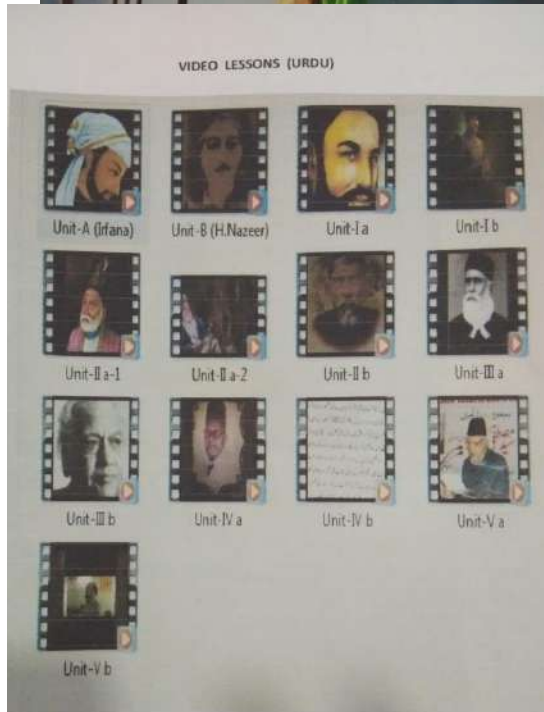 VIDEO LESSONS (URDU)
Unit-A (Irfana)
Unit-B (H.Nazeer)
Unit-I a
Unit-I b
Unit-II a-1
Unit-II a-2
Unit-II b
Unit-III a
Unit-III b
Unit-IV a
Unit-IV b
Unit-V a
Unit-V b